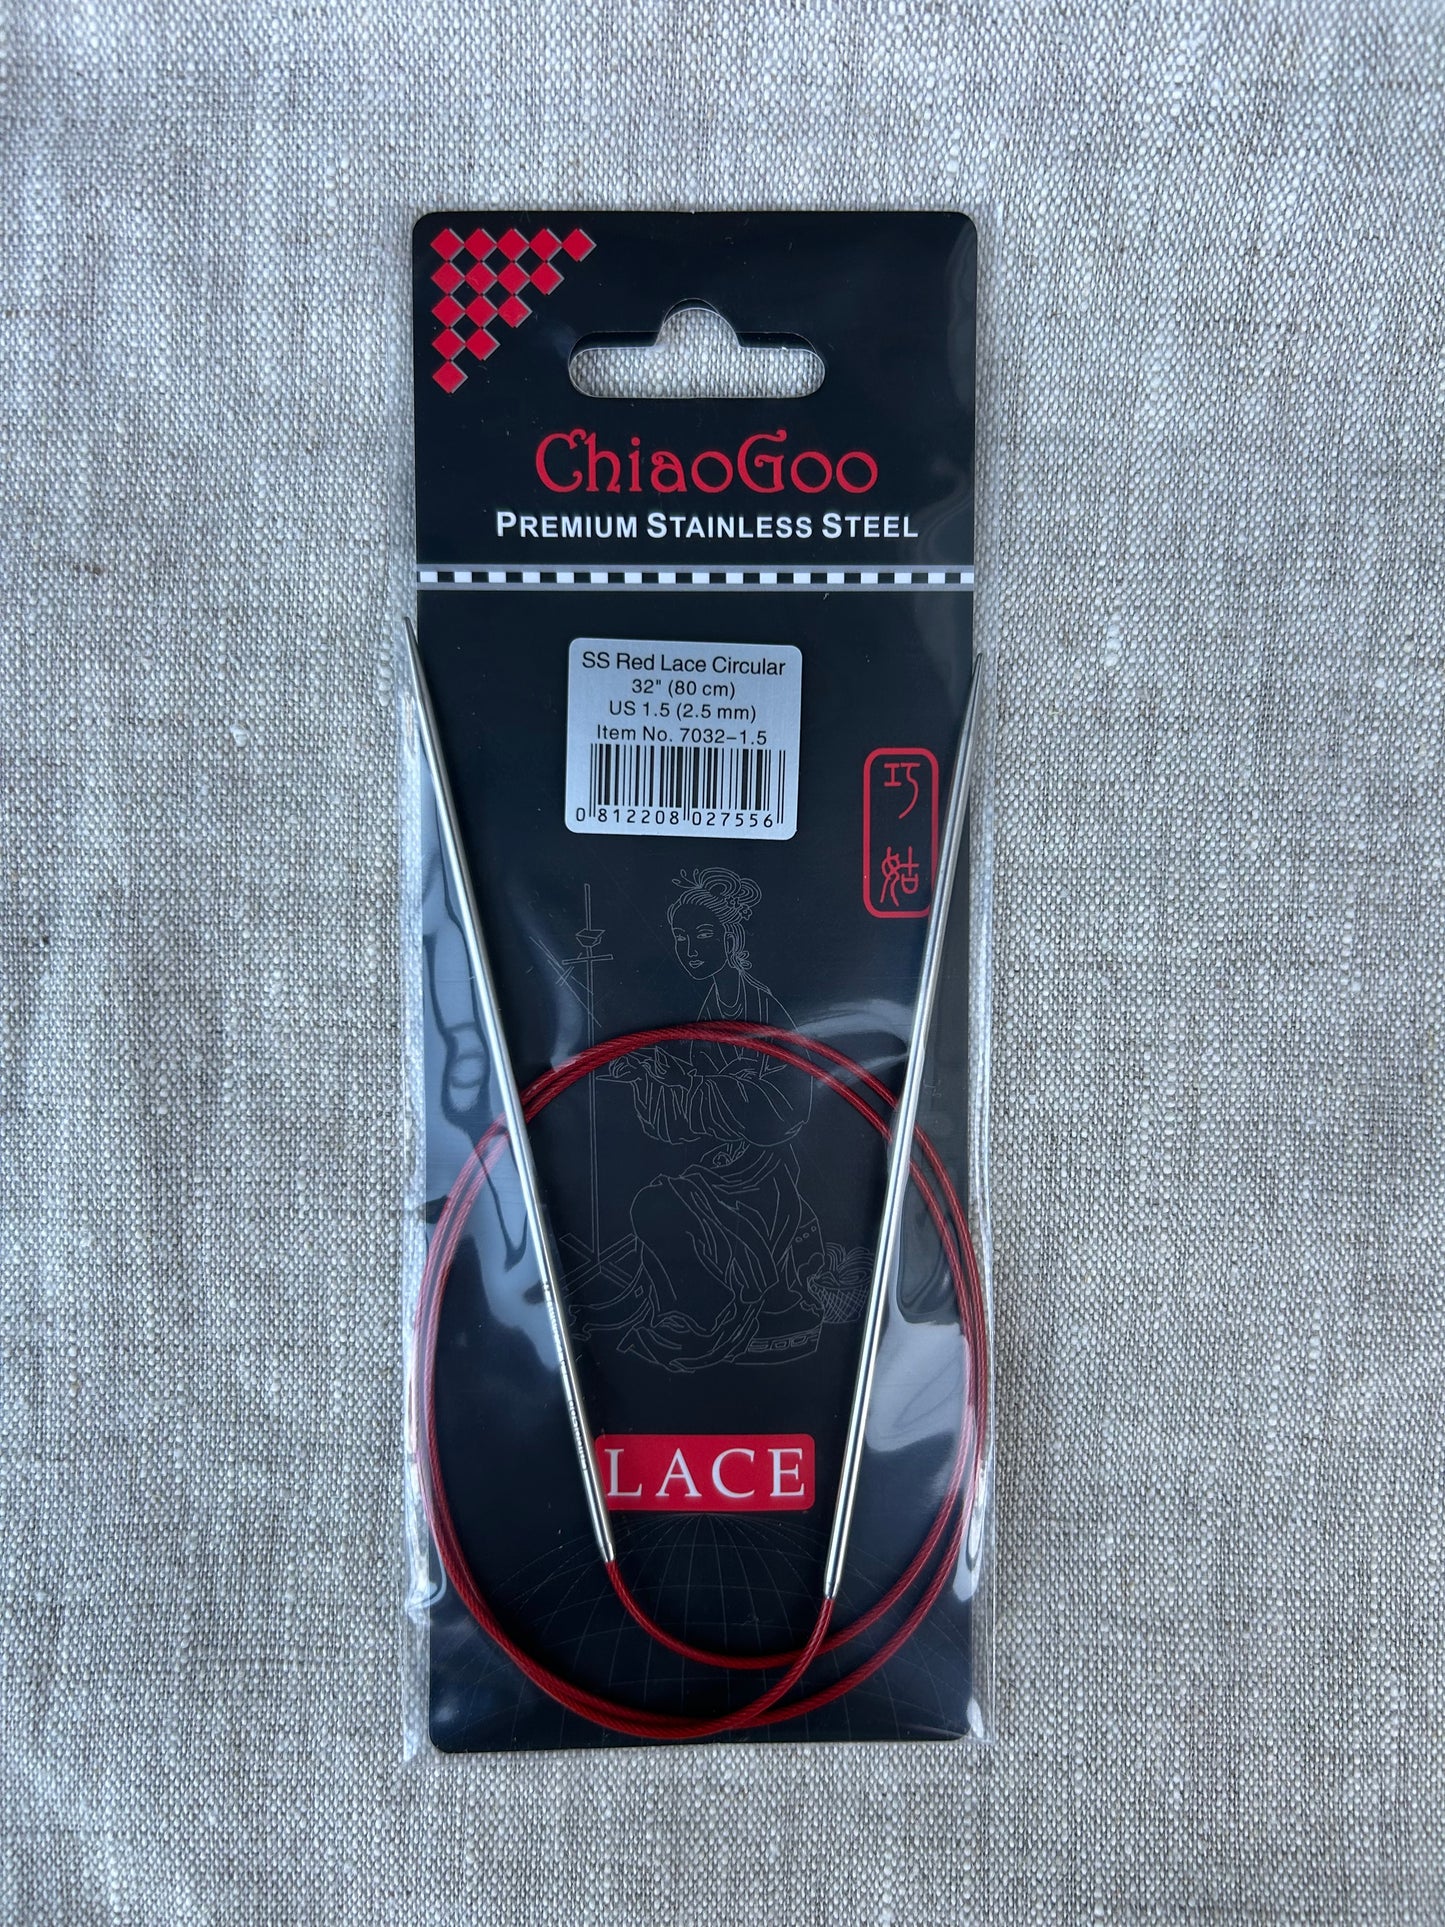 ChiaoGoo
PREMIUM STAINLESS STEEL
SS Red Lace Circular
32" (80 cm)
US 1.5 (2.5 mm)
Item No. 7032-1.5
0 812208 027556
巧
姑
LACE